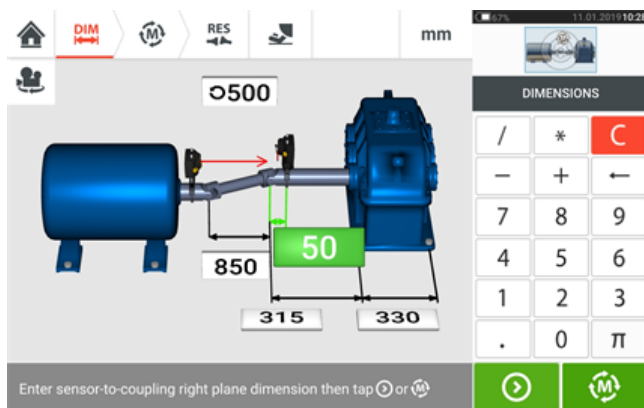 DIM
M
RES
mm
67% 11.01.2019 10:28
DIMENSIONS
500
50
850
315 330
/ * C
− + ←
7 8 9
4 5 6
1 2 3
. 0 π
Enter sensor-to-coupling right plane dimension then tap or M
M